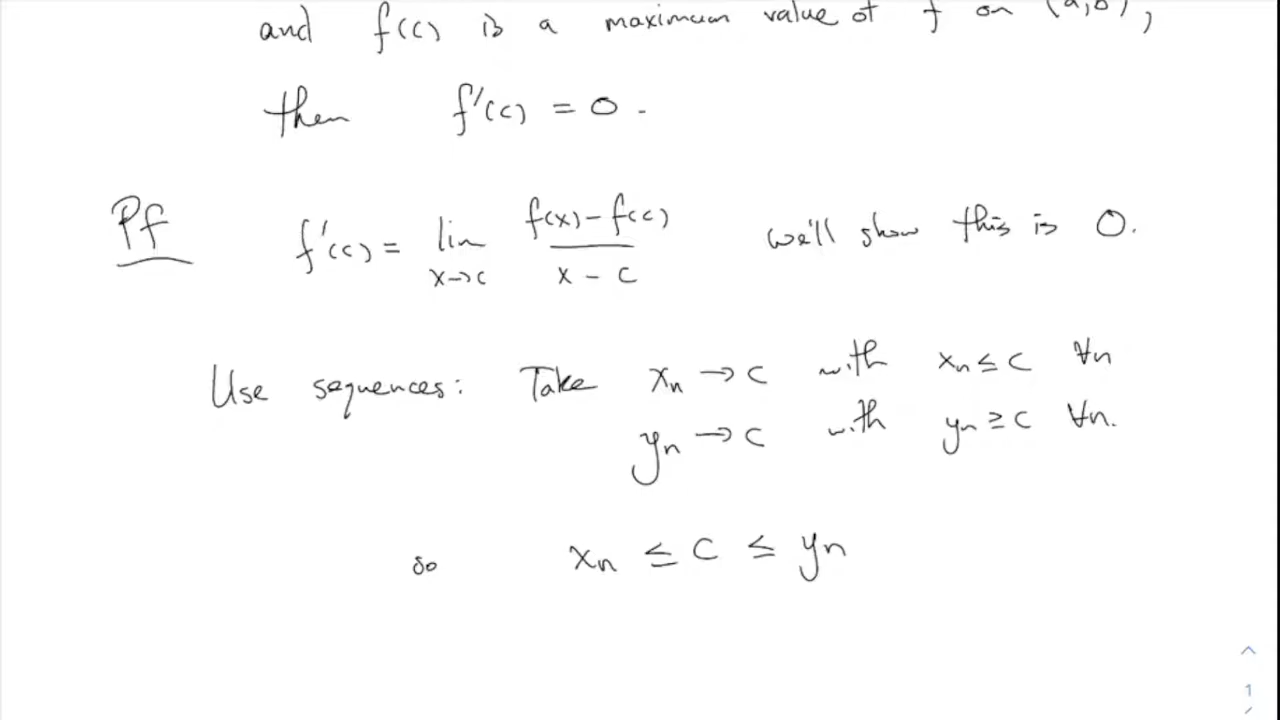 and f(c) is a maximum value of f on (a,b),
then f'(c) = 0.
Pf f'(c) = lim x→c (f(x) - f(c)) / (x - c) we'll show this is 0.
Use sequences: Take xₙ → c with xₙ ≤ c ∀n
yₙ → c with yₙ ≥ c ∀n.
so xₙ ≤ c ≤ yₙ
1